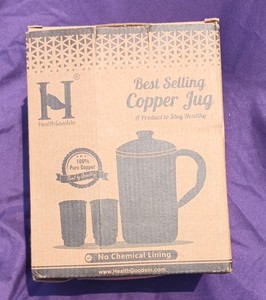 Best Selling
Copper Jug
A Product to Stay Healthy
H
®
HealthGoodsIn
100%
Pure Copper
No Chemical Lining
www.HealthGoodsIn.com